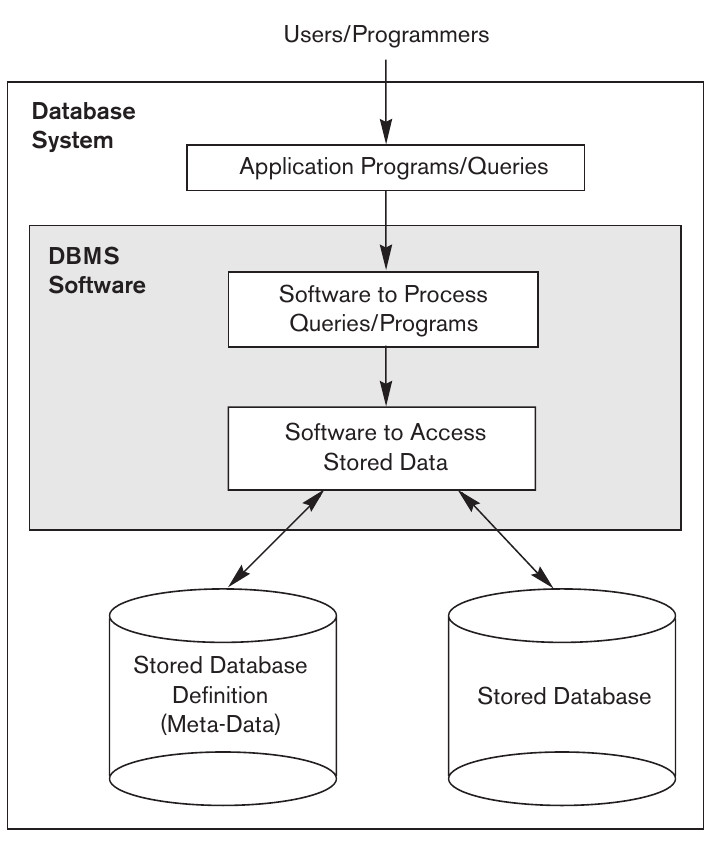 Users/Programmers
Database
System
Application Programs/Queries
DBMS
Software
Software to Process
Queries/Programs
Software to Access
Stored Data
Stored Database
Definition
(Meta-Data)
Stored Database